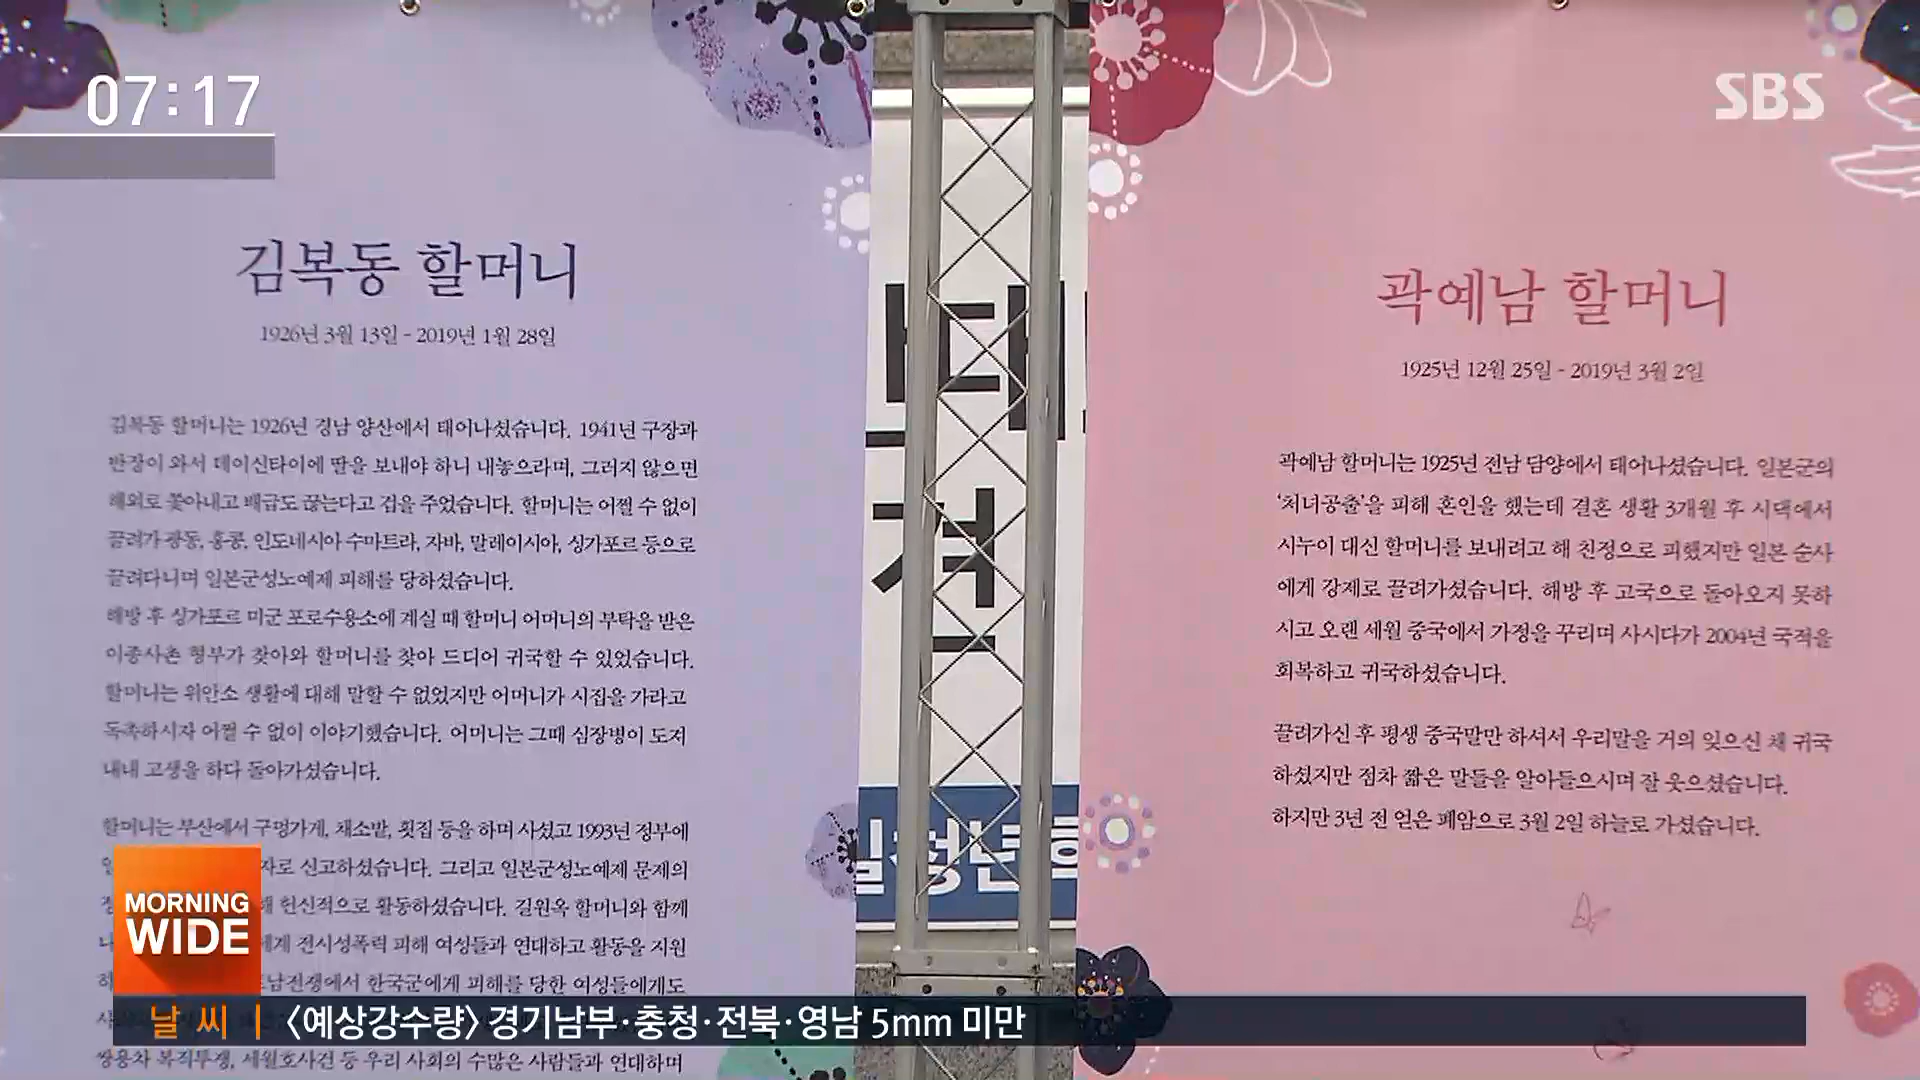 07:17
SBS
김복동 할머니
1926년 3월 13일 - 2019년 1월 28일
김복동 할머니는 1926년 경남 양산에서 태어나셨습니다. 1941년 구장과
반장이 와서 데이신타이에 딸을 보내야 하니 내놓으라며, 그러지 않으면
해외로 쫓아내고 배급도 끊는다고 겁을 주었습니다. 할머니는 어쩔 수 없이
끌려가 광동, 홍콩, 인도네시아 수마트라, 자바, 말레이시아, 싱가포르 등으로
끌려다니며 일본군성노예제 피해를 당하셨습니다.
해방 후 싱가포르 미군 포로수용소에 계실 때 할머니 어머니의 부탁을 받은
이종사촌 형부가 찾아와 할머니를 찾아 드디어 귀국할 수 있었습니다.
할머니는 위안소 생활에 대해 말할 수 없었지만 어머니가 시집을 가라고
독촉하시자 어쩔 수 없이 이야기했습니다. 어머니는 그때 심장병이 도저
내내 고생을 하다 돌아가셨습니다.
할머니는 부산에서 구멍가게, 채소밭, 횟집 등을 하며 사셨고 1993년 정부에
자로 신고하셨습니다. 그리고 일본군성노예제 문제의
헌신적으로 활동하셨습니다. 길원옥 할머니와 함께
세계 전시성폭력 피해 여성들과 연대하고 활동을 지원
트남전쟁에서 한국군에게 피해를 당한 여성들에게도
쌍용차 복직투쟁, 세월호사건 등 우리 사회의 수많은 사람들과 연대하며
곽예남 할머니
1925년 12월 25일 - 2019년 3월 2일
곽예남 할머니는 1925년 전남 담양에서 태어나셨습니다. 일본군의
'처녀공출'을 피해 혼인을 했는데 결혼 생활 3개월 후 시댁에서
시누이 대신 할머니를 보내려고 해 친정으로 피했지만 일본 순사
에게 강제로 끌려가셨습니다. 해방 후 고국으로 돌아오지 못하
시고 오랜 세월 중국에서 가정을 꾸리며 사시다가 2004년 국적을
회복하고 귀국하셨습니다.
끌려가신 후 평생 중국말만 하셔서 우리말을 거의 잊으신 채 귀국
하셨지만 점차 짧은 말들을 알아들으시며 잘 웃으셨습니다.
하지만 3년 전 얻은 폐암으로 3월 2일 하늘로 가셨습니다.
MORNING
WIDE
날 씨 | 〈예상강수량〉 경기남부·충청·전북·영남 5mm 미만